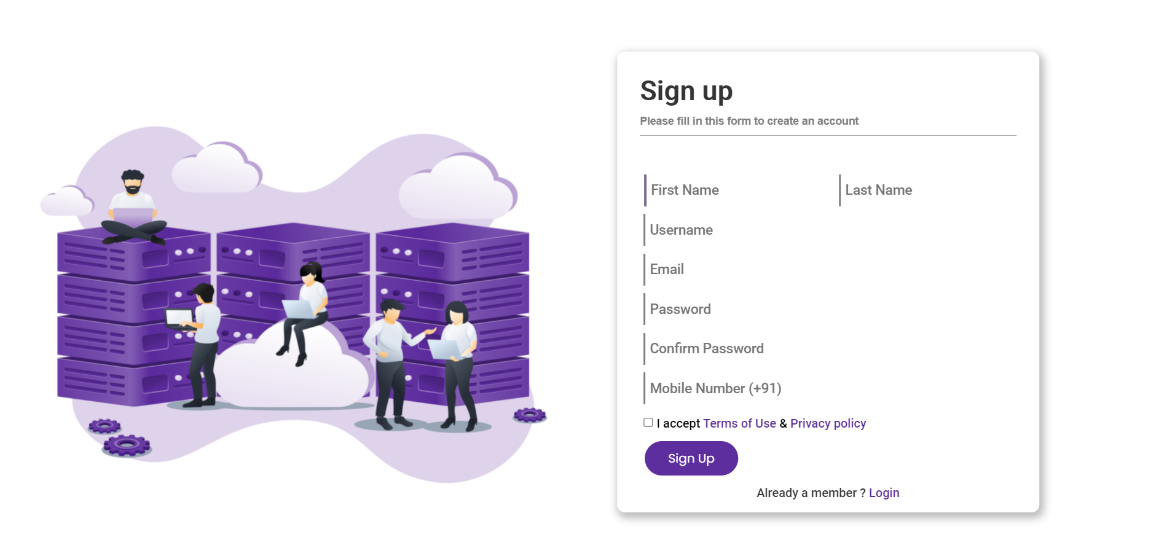 Sign up
Please fill in this form to create an account
First Name Last Name
Username
Email
Password
Confirm Password
Mobile Number (+91)
I accept Terms of Use & Privacy policy
Sign Up
Already a member ? Login